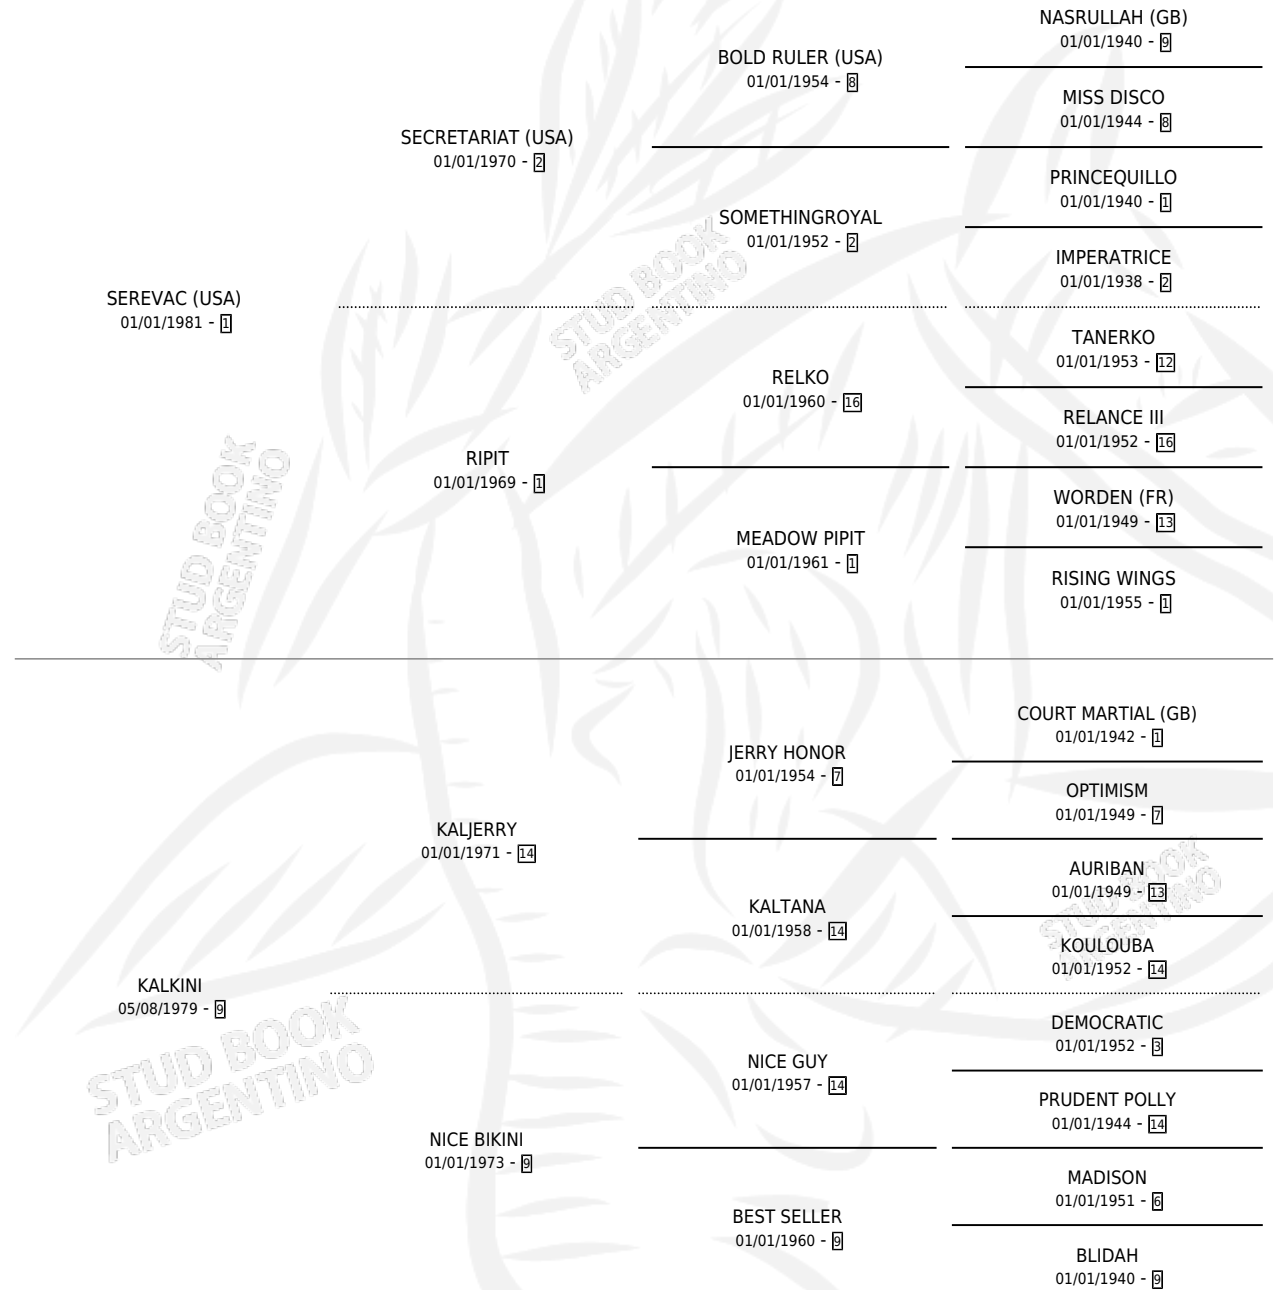 NASRULLAH (GB)
01/01/1940 - 9
BOLD RULER (USA)
01/01/1954 - 8
MISS DISCO
01/01/1944 - 8
SECRETARIAT (USA)
01/01/1970 - 2
PRINCEQUILLO
01/01/1940 - 1
SOMETHINGROYAL
01/01/1952 - 2
IMPERATRICE
01/01/1938 - 2
SEREVAC (USA)
01/01/1981 - 1
TANERKO
01/01/1953 - 12
RELKO
01/01/1960 - 16
RELANCE III
01/01/1952 - 16
RIPIT
01/01/1969 - 1
WORDEN (FR)
01/01/1949 - 13
MEADOW PIPIT
01/01/1961 - 1
RISING WINGS
01/01/1955 - 1
COURT MARTIAL (GB)
01/01/1942 - 1
JERRY HONOR
01/01/1954 - 7
OPTIMISM
01/01/1949 - 7
KALJERRY
01/01/1971 - 14
AURIBAN
01/01/1949 - 13
KALTANA
01/01/1958 - 14
KOULOUBA
01/01/1952 - 14
KALKINI
05/08/1979 - 9
DEMOCRATIC
01/01/1952 - 3
NICE GUY
01/01/1957 - 14
PRUDENT POLLY
01/01/1944 - 14
NICE BIKINI
01/01/1973 - 9
MADISON
01/01/1951 - 6
BEST SELLER
01/01/1960 - 9
BLIDAH
01/01/1940 - 9
STUD BOOK
ARGENTINO
STUD BOOK
ARGENTINO
STUD BOOK
ARGENTINO
STUD BOOK
ARGENTINO